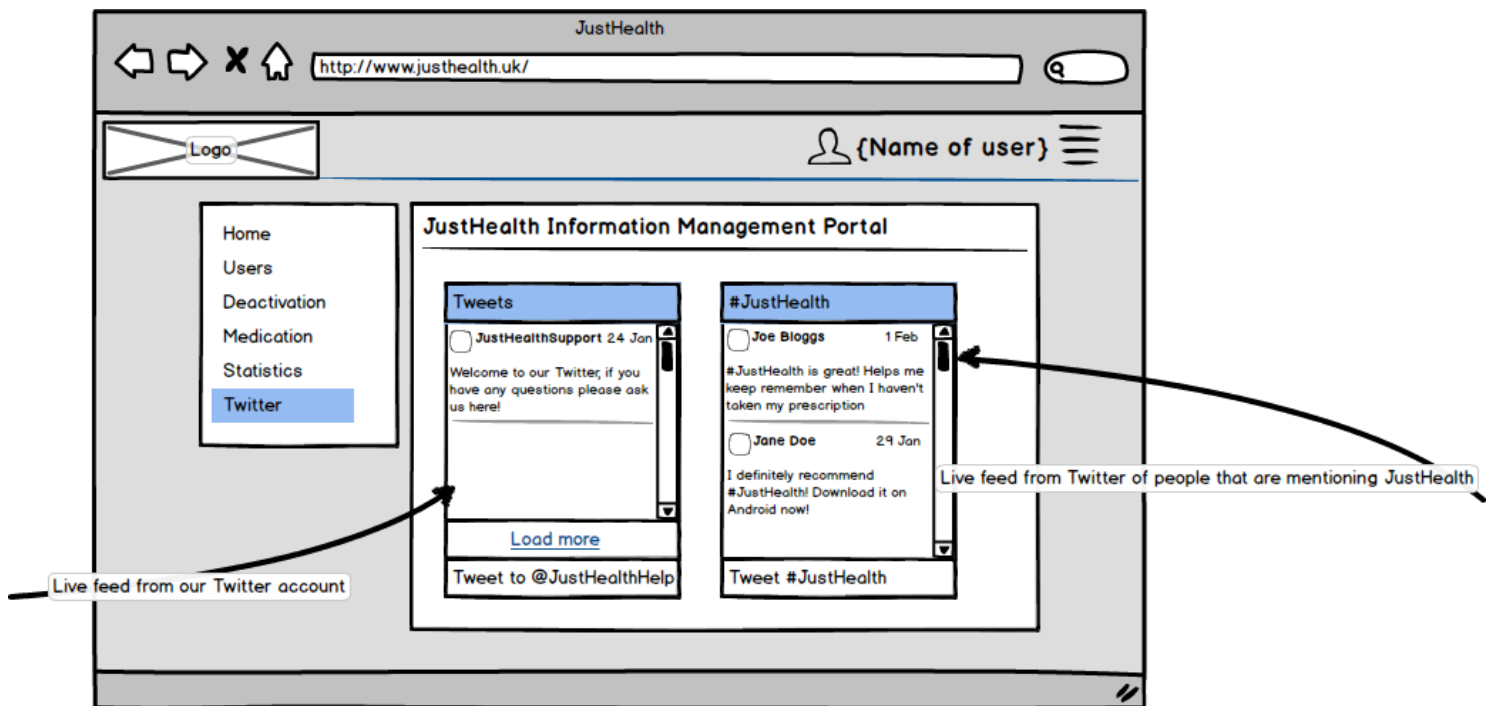 JustHealth
http://www.justhealth.uk/
Logo
{Name of user}
Home
Users
Deactivation
Medication
Statistics
Twitter
JustHealth Information Management Portal
Tweets
JustHealthSupport 24 Jan
Welcome to our Twitter, if you
have any questions please ask
us here!
Load more
Tweet to @JustHealthHelp
#JustHealth
Joe Bloggs 1 Feb
#JustHealth is great! Helps me
keep remember when I haven't
taken my prescription
Jane Doe 29 Jan
I definitely recommend
#JustHealth! Download it on
Android now!
Tweet #JustHealth
Live feed from Twitter of people that are mentioning JustHealth
Live feed from our Twitter account